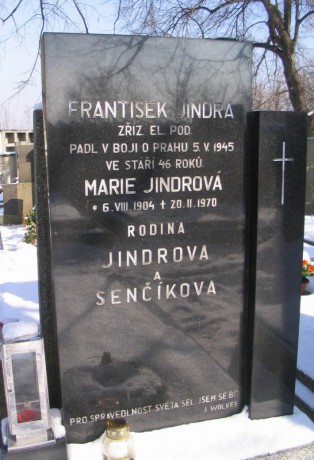 FRANTIŠEK JINDRA
ZŘÍZ. EL. POD.
PADL V BOJI O PRAHU 5. V. 1945
VE STÁŘÍ 46 ROKŮ
MARIE JINDROVÁ
* 6. VIII. 1904 ✝ 20. II. 1970
RODINA
JINDROVA
A
SENČÍKOVA
PRO SPRAVEDLNOST SVĚTA ŠEL JSEM SE BÍT
J. WOLKER